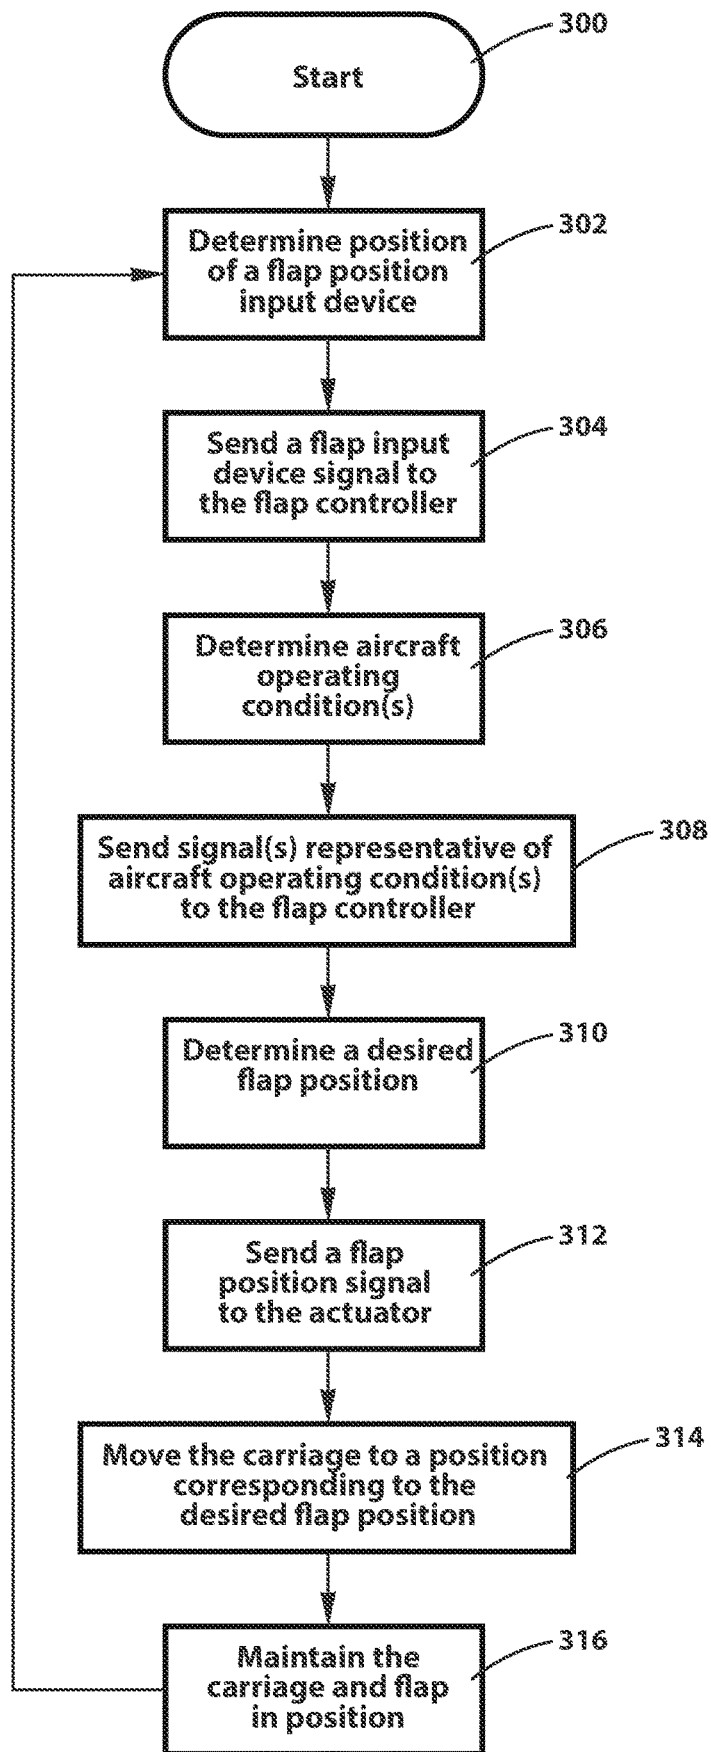 300
Start
302
Determine position
of a flap position
input device
304
Send a flap input
device signal to
the flap controller
306
Determine aircraft
operating
condition(s)
308
Send signal(s) representative of
aircraft operating condition(s)
to the flap controller
310
Determine a desired
flap position
312
Send a flap
position signal
to the actuator
314
Move the carriage to a position
corresponding to the
desired flap position
316
Maintain the
carriage and flap
in position